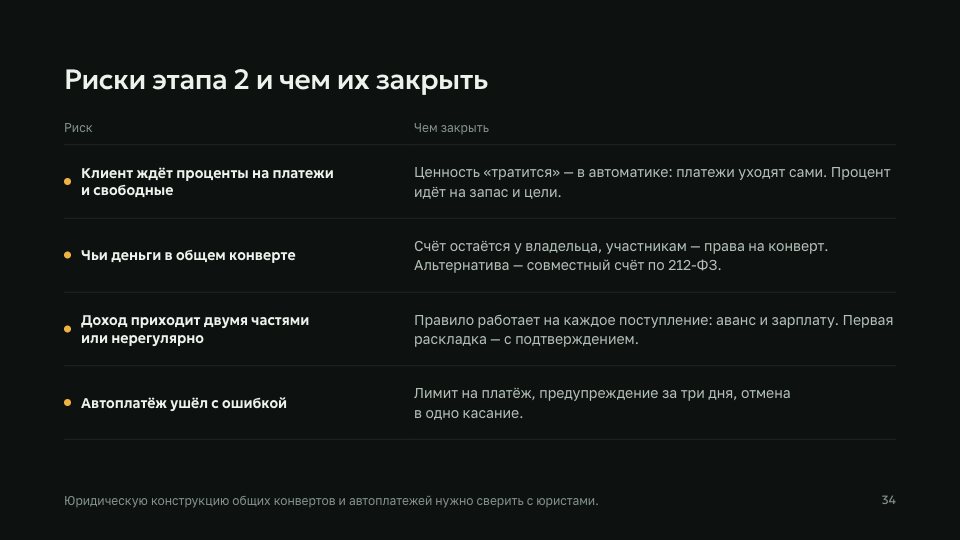 Риски этапа 2 и чем их закрыть
Риск
Чем закрыть
Клиент ждёт проценты на платежи
и свободные
Ценность «тратится» — в автоматике: платежи уходят сами. Процент
идёт на запас и цели.
Чьи деньги в общем конверте
Счёт остаётся у владельца, участникам — права на конверт.
Альтернатива — совместный счёт по 212-ФЗ.
Доход приходит двумя частями
или нерегулярно
Правило работает на каждое поступление: аванс и зарплату. Первая
раскладка — с подтверждением.
Автоплатёж ушёл с ошибкой
Лимит на платёж, предупреждение за три дня, отмена
в одно касание.
Юридическую конструкцию общих конвертов и автоплатежей нужно сверить с юристами.
34